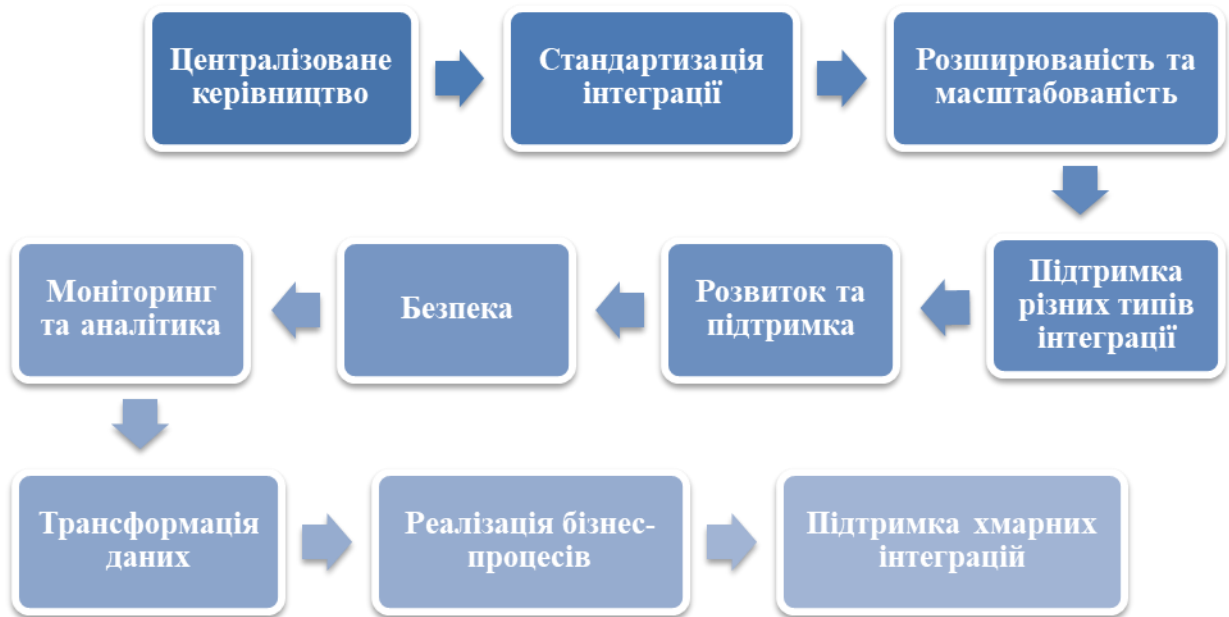 Централізоване
керівництво
Стандартизація
інтеграції
Розширюваність та
масштабованість
Підтримка
різних типів
інтеграції
Розвиток та
підтримка
Безпека
Моніторинг
та аналітика
Трансформація
даних
Реалізація бізнес-
процесів
Підтримка хмарних
інтеграцій